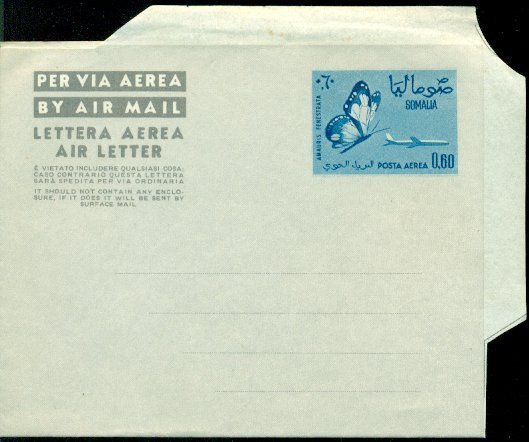 PER VIA AEREA
BY AIR MAIL
LETTERA AEREA
AIR LETTER
È VIETATO INCLUDERE QUALSIASI COSA,
CASO CONTRARIO QUESTA LETTERA
SARÀ SPEDITA PER VIA ORDINARIA
IT SHOULD NOT CONTAIN ANY ENCLO-
SURE, IF IT DOES IT WILL BE SENT BY
SURFACE MAIL
٠٫٦٠
صوماليا
SOMALIA
AMAURIS FENESTRATA
البريد الجوي
POSTA AEREA
0,60